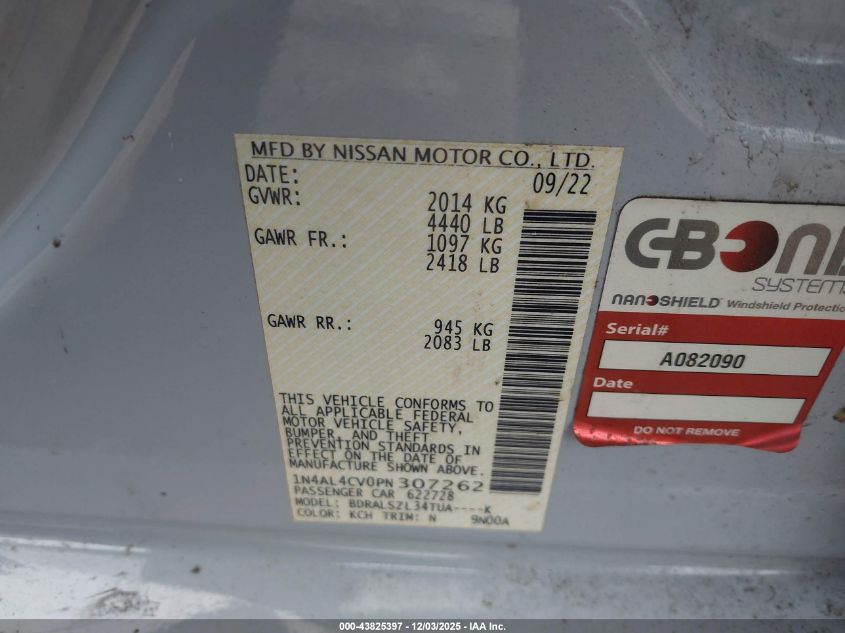 MFD BY NISSAN MOTOR CO., LTD.
DATE: 09/22
GVWR: 2014 KG
4440 LB
GAWR FR.: 1097 KG
2418 LB
GAWR RR.: 945 KG
2083 LB
THIS VEHICLE CONFORMS TO
ALL APPLICABLE FEDERAL
MOTOR VEHICLE SAFETY,
BUMPER, AND THEFT
PREVENTION STANDARDS IN
EFFECT ON THE DATE OF
MANUFACTURE SHOWN ABOVE.
1N4AL4CV0PN307262
PASSENGER CAR 622728
MODEL: BDRALSZL34TUA----K
COLOR: KCH TRIM: N 9N00A
C-BOND
SYSTEMS
NANOSHIELD Windshield Protection
Serial#
A082090
Date
DO NOT REMOVE
000-43825397 - 12/03/2025 - IAA Inc.